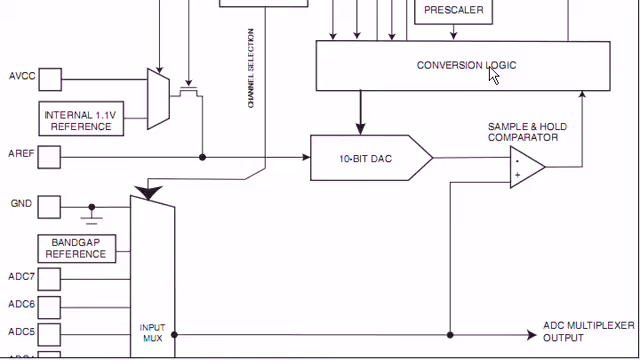 PRESCALER
CHANNEL SELECTION
CONVERSION LOGIC
AVCC
INTERNAL 1.1V
REFERENCE
SAMPLE & HOLD
COMPARATOR
AREF
10-BIT DAC
-
+
GND
BANDGAP
REFERENCE
ADC7
ADC6
ADC5
INPUT
MUX
ADC MULTIPLEXER
OUTPUT